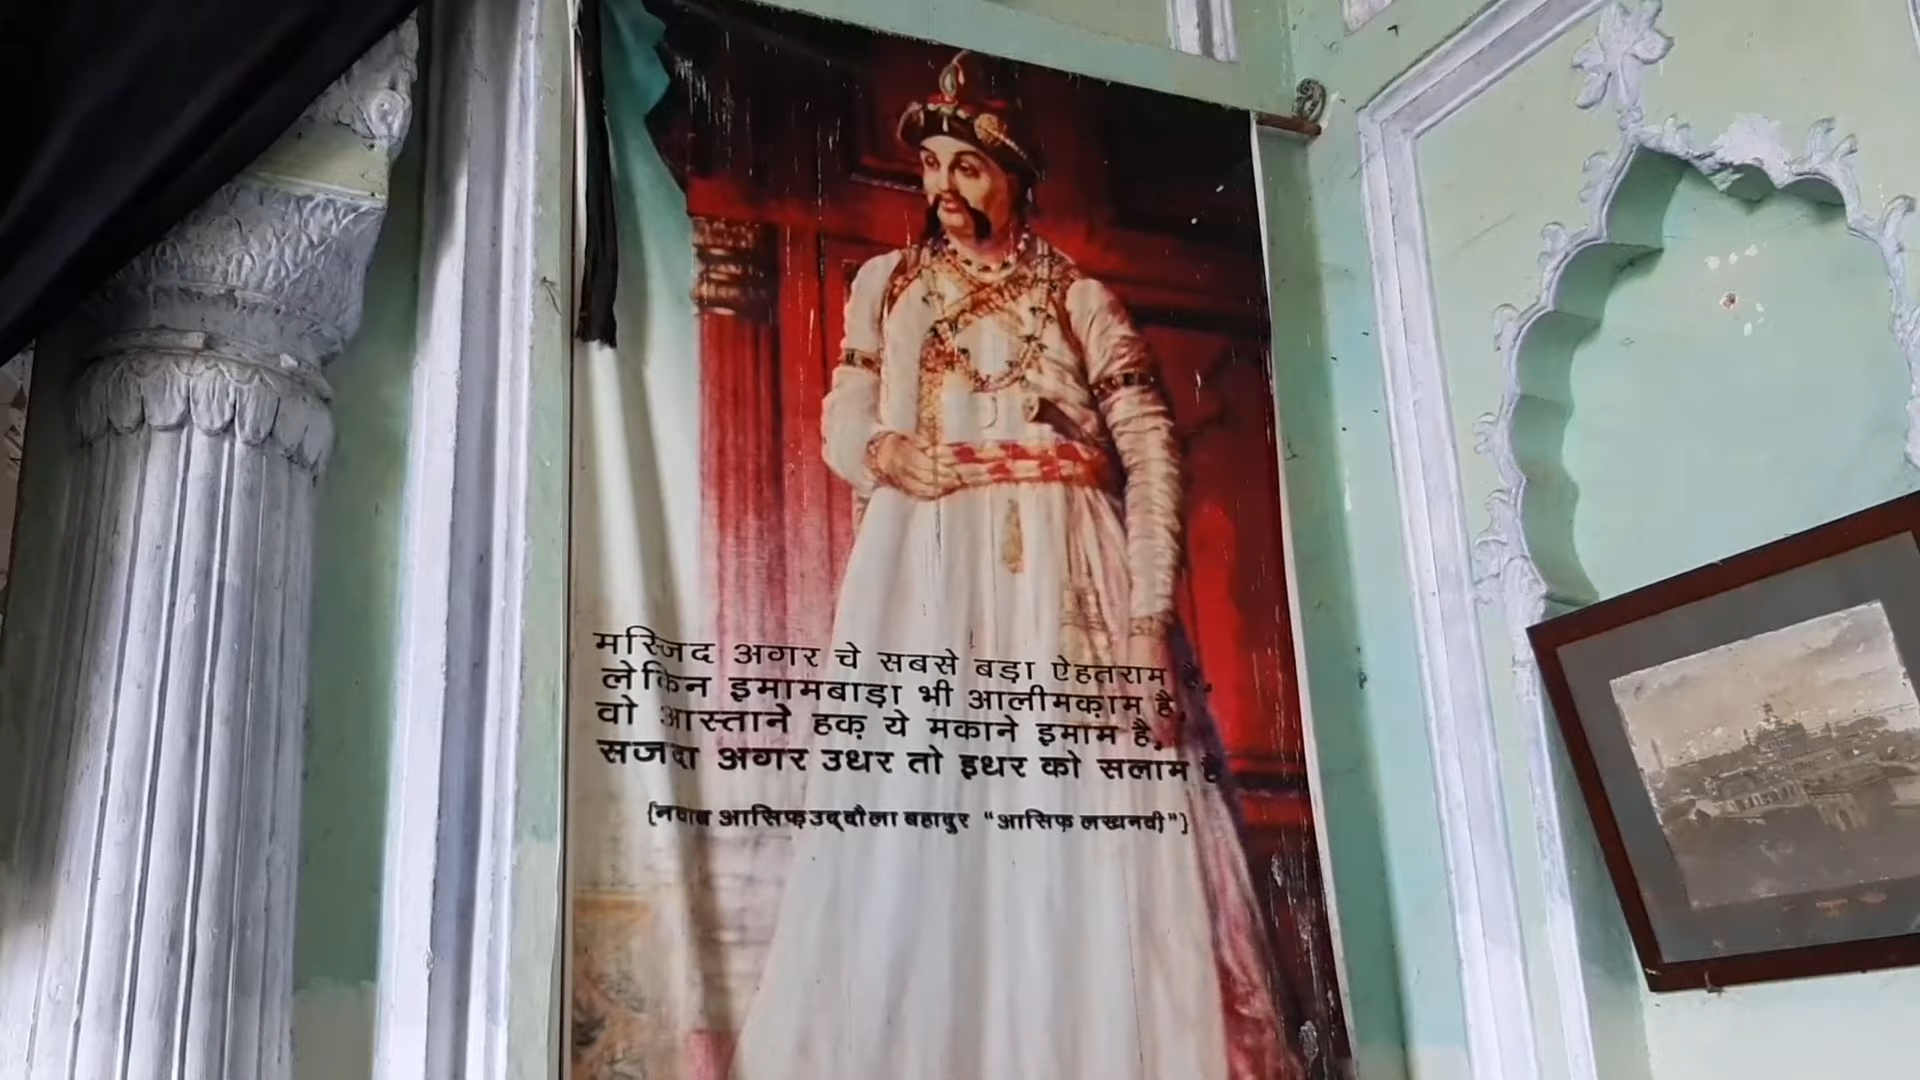 मस्जिद अगर चे सबसे बड़ा ऐहतराम है,
लेकिन इमामबाड़ा भी आलीमक़ाम है,
वो आस्ताने हक़ ये मकाने इमाम है,
सजदा अगर उधर तो इधर को सलाम है
{नवाब आसिफ़उद्दौला बहादुर “आसिफ़ लखनवी”}